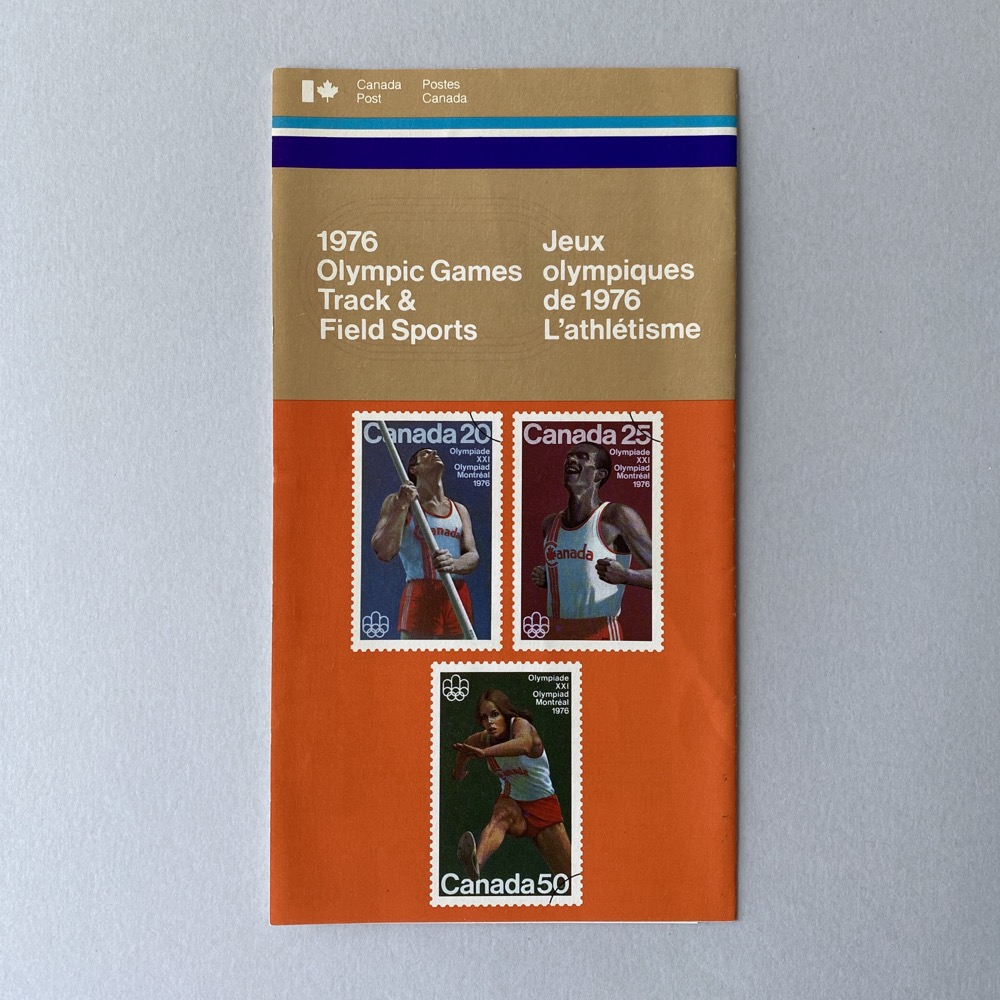 Canada
Post
Postes
Canada
1976
Olympic Games
Track &
Field Sports
Jeux
olympiques
de 1976
L'athlétisme
Canada 20
Olympiade
XXI
Olympiad
Montréal
1976
Canada
Canada 25
Olympiade
XXI
Olympiad
Montréal
1976
Canada
Olympiade
XXI
Olympiad
Montréal
1976
Canada
Canada 50